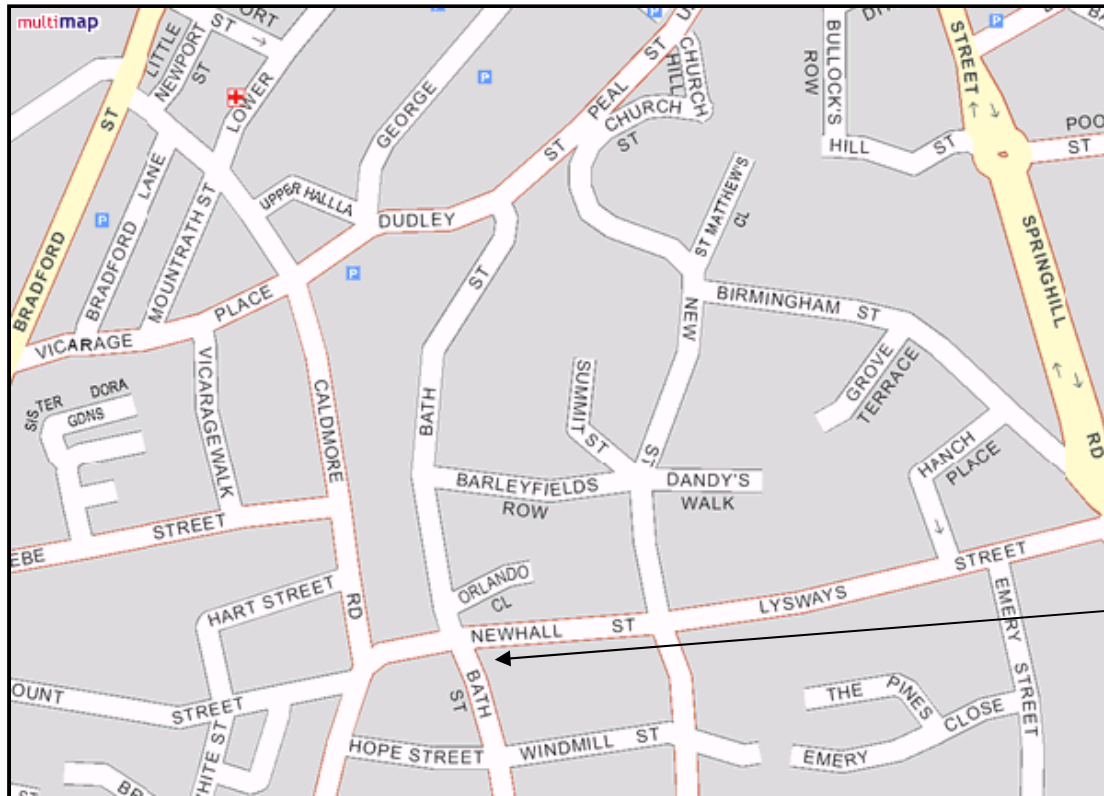 multimap
PORT
ST
LITTLE
NEWPORT
ST
LOWER
GEORGE
ST
PEAL
ST
CHURCH
HILL
CHURCH
ST
BULLOCK'S
ROW
HILL
ST
STREET
POO
ST
SPRINGHILL
RD
BRADFORD
ST
BRADFORD
LANE
MOUNTRATH ST
UPPER HALLLA
DUDLEY
ST MATTHEW'S
CL
VICARAGE
PLACE
BATH
ST
NEW
ST
BIRMINGHAM ST
GROVE
TERRACE
SISTER DORA
GDNS
VICARAGE WALK
CALDMORE
RD
SUMMIT
ST
BARLEYFIELDS
ROW
DANDY'S
WALK
HANCH
PLACE
EBE STREET
HART STREET
ORLANDO
CL
NEWHALL ST
LYSWAYS STREET
EMERY STREET
BATH
ST
OUNT STREET
WHITE ST
HOPE STREET
WINDMILL ST
THE PINES
EMERY CLOSE
P
P
P
P
P